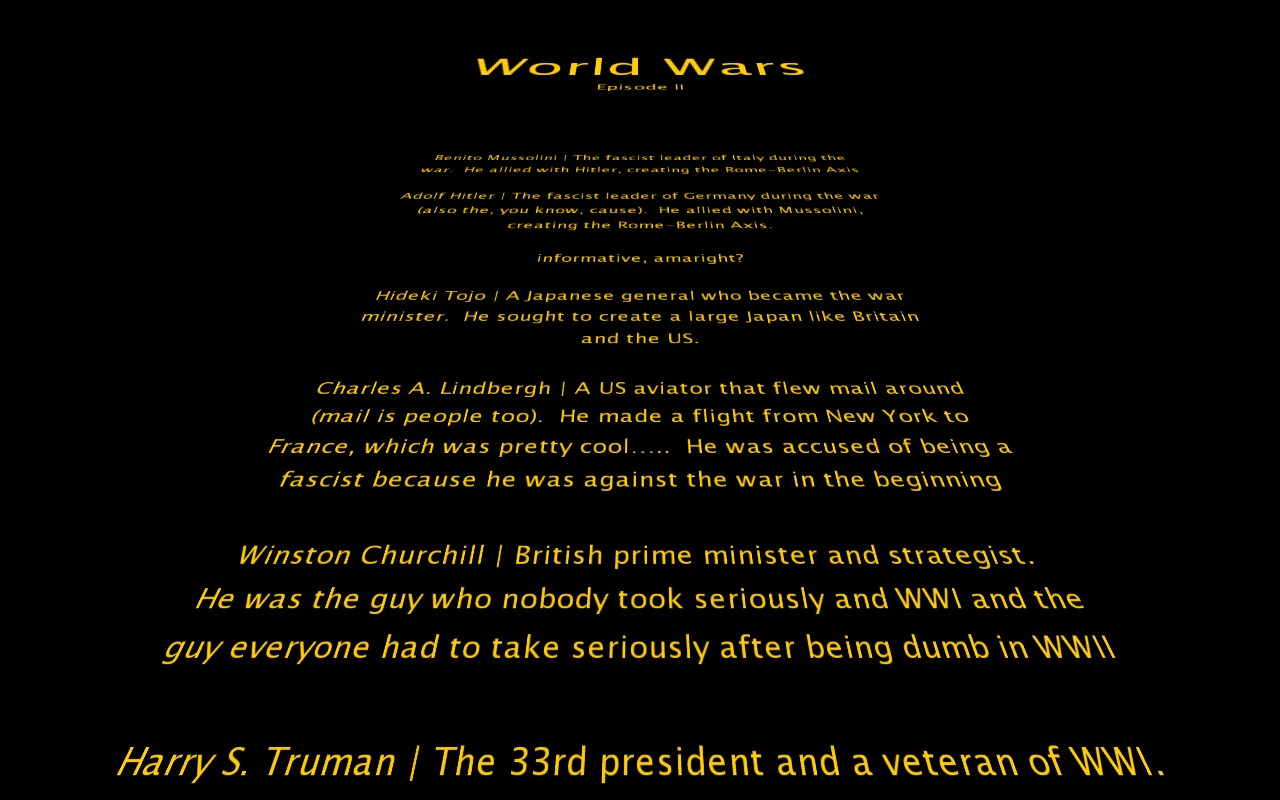 World Wars
Episode II
Benito Mussolini | The fascist leader of Italy during the
war.  He allied with Hitler, creating the Rome-Berlin Axis
Adolf Hitler | The fascist leader of Germany during the war
(also the, you know, cause).  He allied with Mussolini,
creating the Rome-Berlin Axis.
informative, amaright?
Hideki Tojo | A Japanese general who became the war
minister.  He sought to create a large Japan like Britain
and the US.
Charles A. Lindbergh | A US aviator that flew mail around
(mail is people too).  He made a flight from New York to
France, which was pretty cool.....  He was accused of being a
fascist because he was against the war in the beginning
Winston Churchill | British prime minister and strategist.
He was the guy who nobody took seriously and WWI and the
guy everyone had to take seriously after being dumb in WWII
Harry S. Truman | The 33rd president and a veteran of WWI.